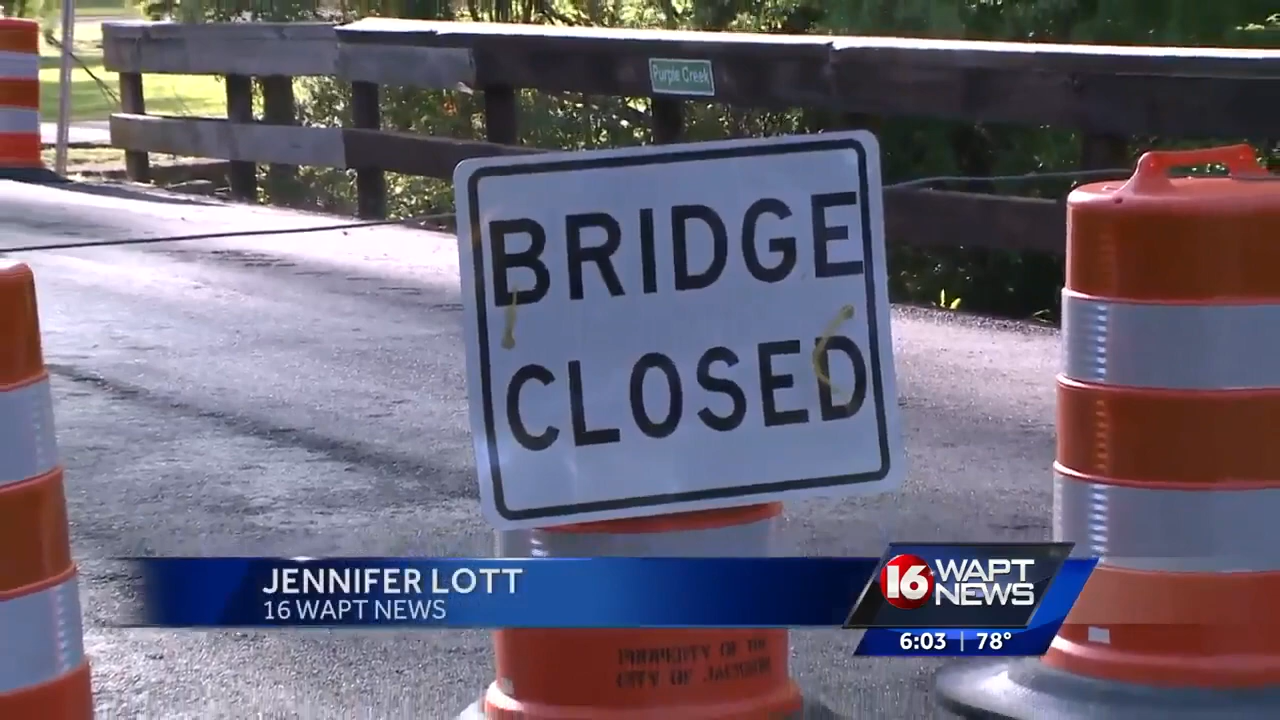 Purple Creek
BRIDGE
CLOSED
JENNIFER LOTT
16 WAPT NEWS
16 WAPT
NEWS
6:03 | 78°
PROPERTY OF THE
CITY OF JACKSON